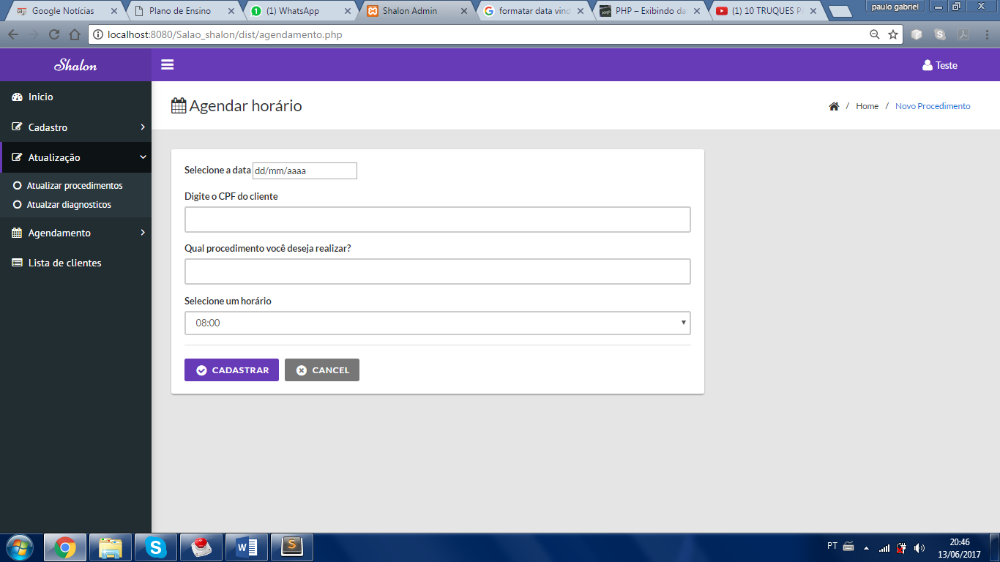 Google Notícias
Plano de Ensino
(1) WhatsApp
Shalon Admin
formatar data vind
PHP – Exibindo da
(1) 10 TRUQUES P
paulo gabriel
localhost:8080/Salao_shalon/dist/agendamento.php
Shalon
Teste
Inicio
Cadastro
Atualização
Atualizar procedimentos
Atualzar diagnosticos
Agendamento
Lista de clientes
Agendar horário
/ Home / Novo Procedimento
Selecione a data dd/mm/aaaa
Digite o CPF do cliente
Qual procedimento você deseja realizar?
Selecione um horário
08:00
CADASTRAR
CANCEL
PT
20:46
13/06/2017